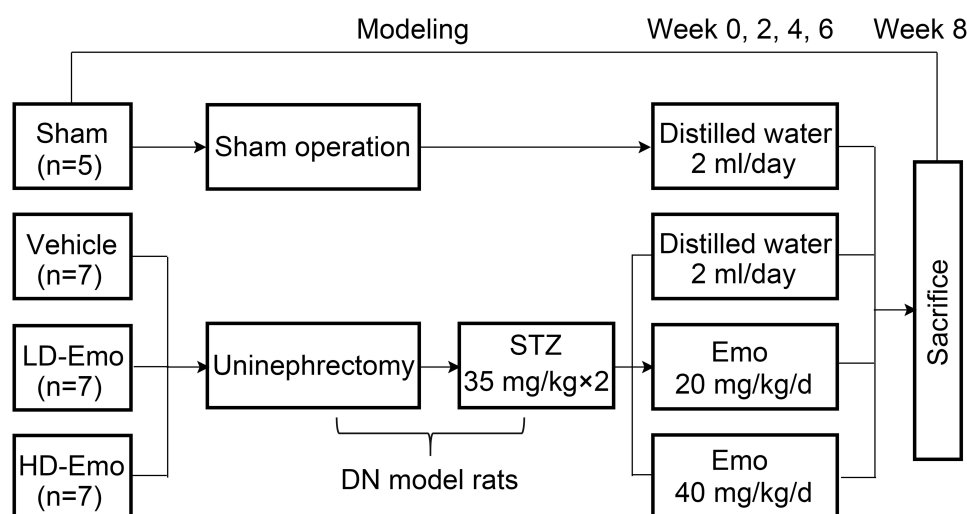 Modeling
Week 0, 2, 4, 6
Week 8
Sham
(n=5)
Sham operation
Distilled water
2 ml/day
Vehicle
(n=7)
Distilled water
2 ml/day
LD-Emo
(n=7)
Uninephrectomy
STZ
35 mg/kg×2
Emo
20 mg/kg/d
HD-Emo
(n=7)
DN model rats
Emo
40 mg/kg/d
Sacrifice